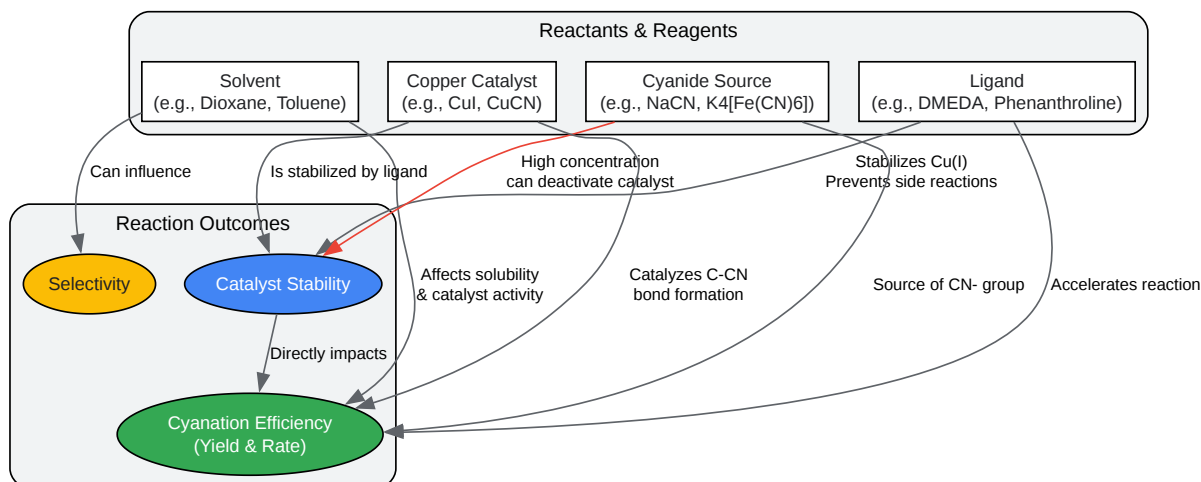 Reactants & Reagents
Solvent
(e.g., Dioxane, Toluene)
Copper Catalyst
(e.g., CuI, CuCN)
Cyanide Source
(e.g., NaCN, K4[Fe(CN)6])
Ligand
(e.g., DMEDA, Phenanthroline)
Can influence
Is stabilized by ligand
High concentration
can deactivate catalyst
Stabilizes Cu(I)
Prevents side reactions
Reaction Outcomes
Selectivity
Catalyst Stability
Affects solubility
& catalyst activity
Catalyzes C-CN
bond formation
Source of CN- group
Accelerates reaction
Directly impacts
Cyanation Efficiency
(Yield & Rate)